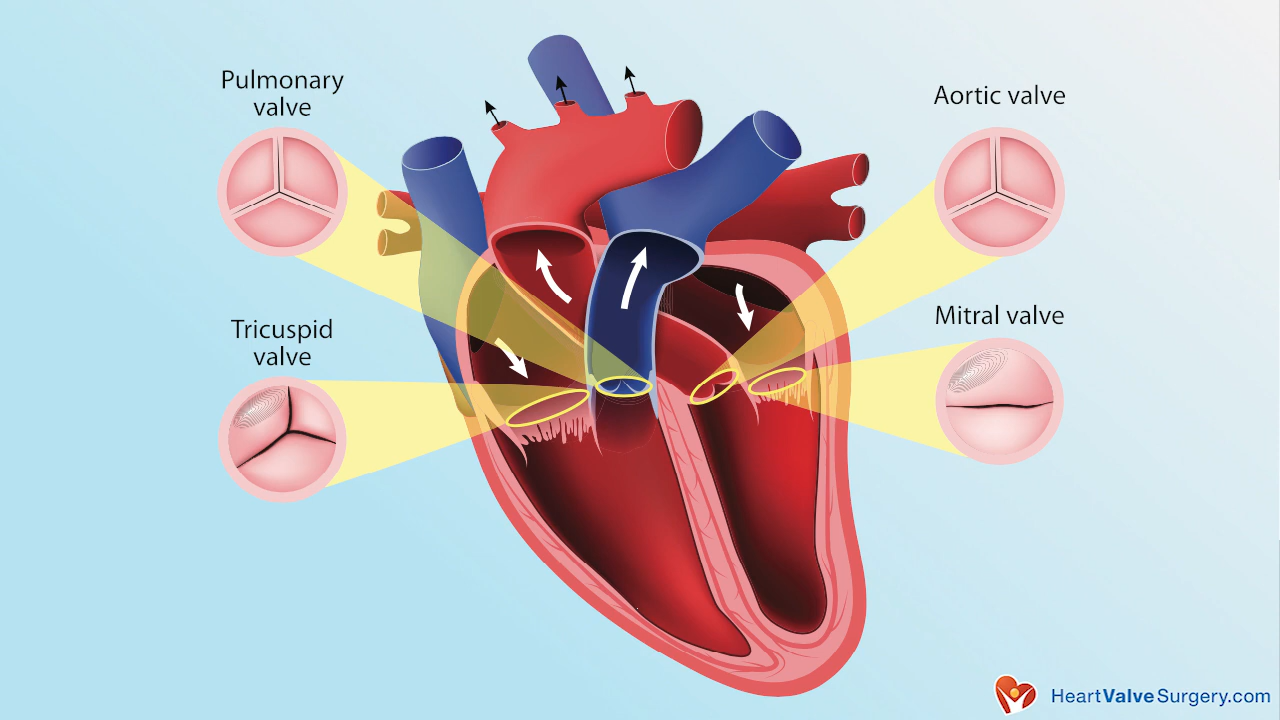 Pulmonary
valve
Aortic valve
Tricuspid
valve
Mitral valve
HeartValveSurgery.com